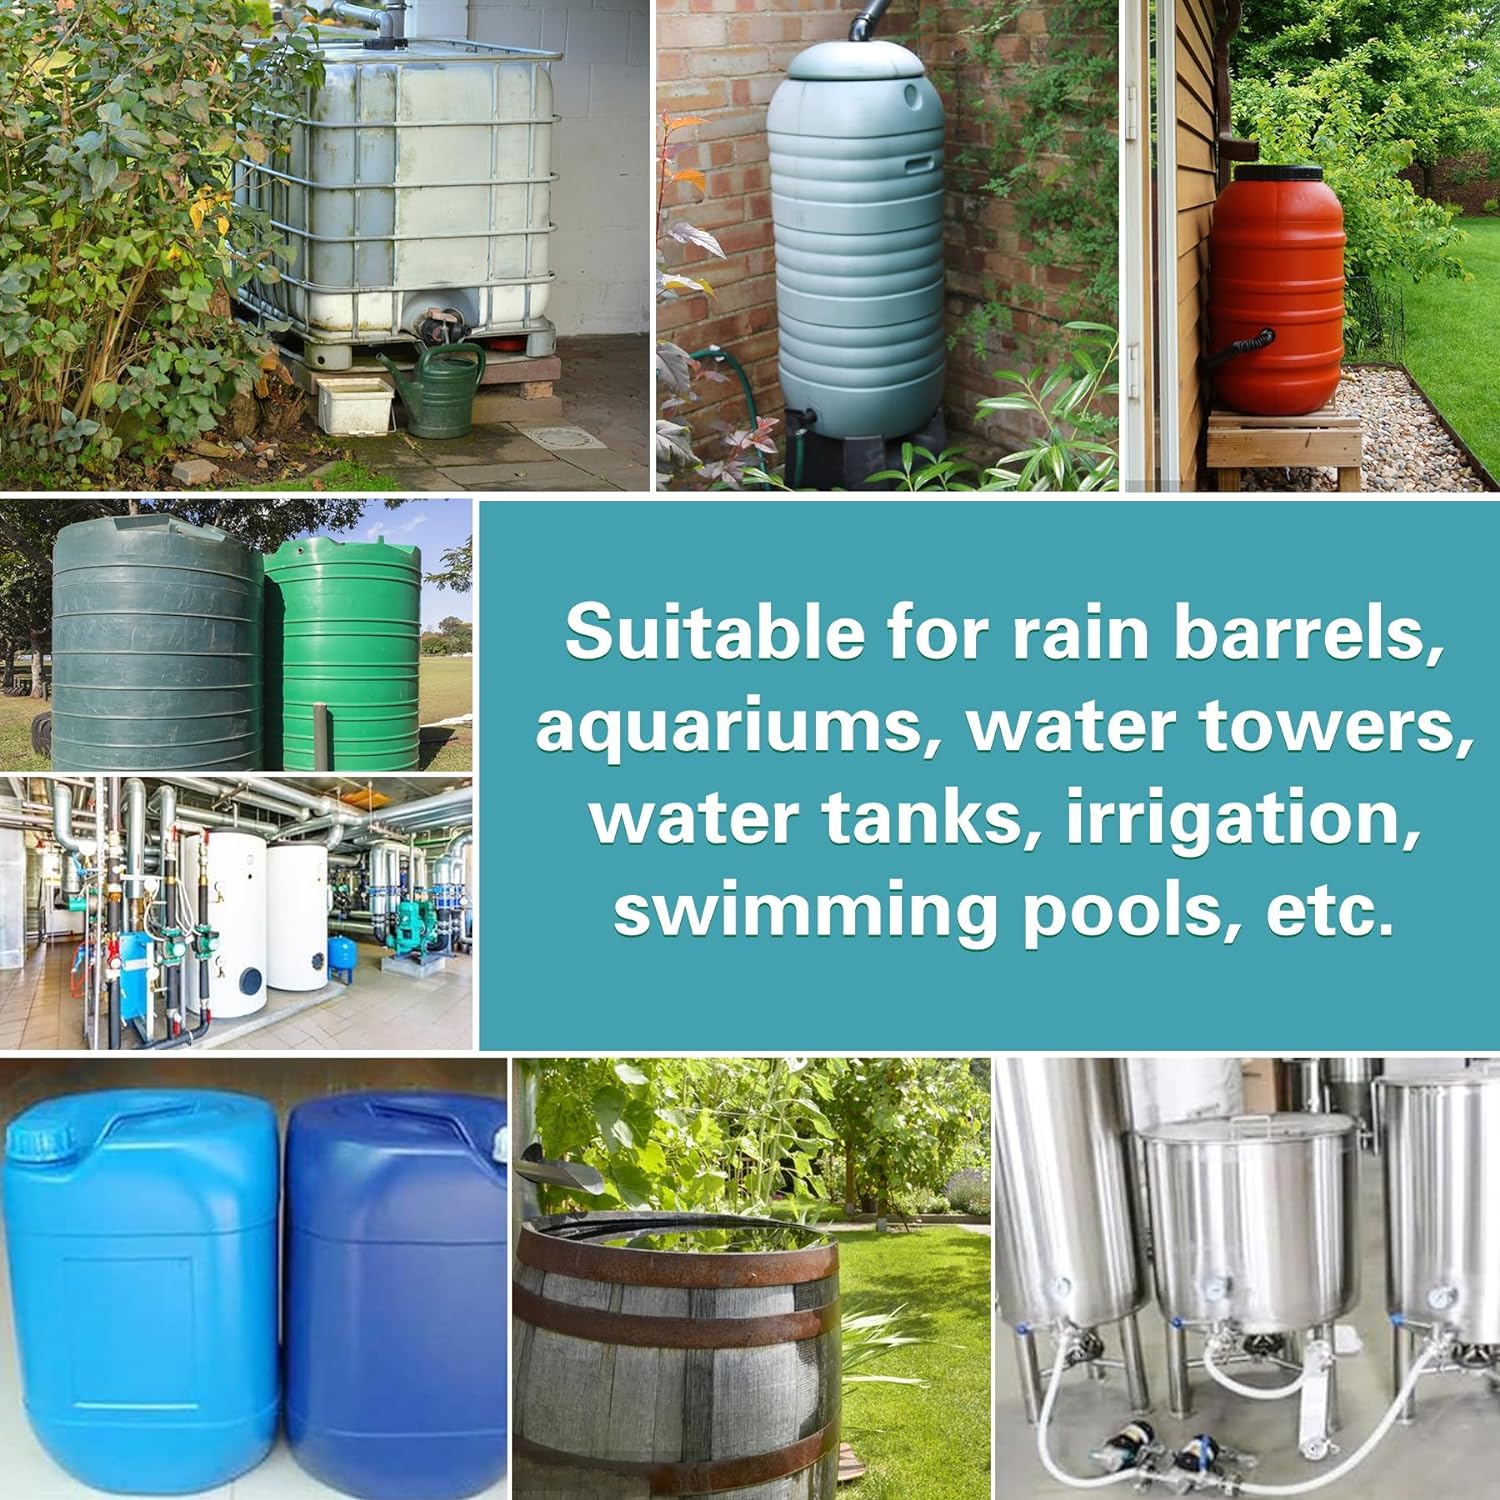 Suitable for rain barrels,
aquariums, water towers,
water tanks, irrigation,
swimming pools, etc.